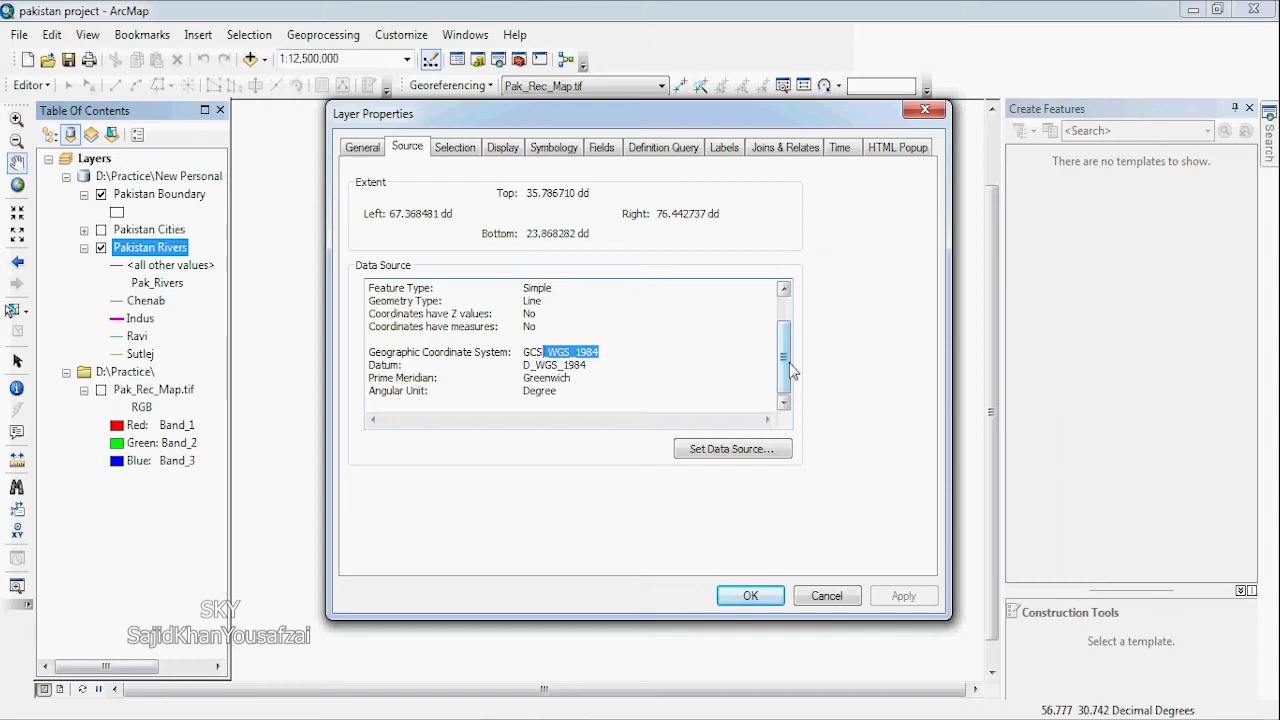 pakistan project - ArcMap
File Edit View Bookmarks Insert Selection Geoprocessing Customize Windows Help
1:12,500,000
Editor Georeferencing Pak_Rec_Map.tif
Table Of Contents
Layers
D:\Practice\New Personal
Pakistan Boundary
Pakistan Cities
Pakistan Rivers
<all other values>
Pak_Rivers
Chenab
Indus
Ravi
Sutlej
D:\Practice\
Pak_Rec_Map.tif
RGB
Red: Band_1
Green: Band_2
Blue: Band_3
Layer Properties
General Source Selection Display Symbology Fields Definition Query Labels Joins & Relates Time HTML Popup
Extent
Top: 35.786710 dd
Left: 67.368481 dd Right: 76.442737 dd
Bottom: 23.868282 dd
Data Source
Feature Type: Simple
Geometry Type: Line
Coordinates have Z values: No
Coordinates have measures: No
Geographic Coordinate System: GCS_WGS_1984
Datum: D_WGS_1984
Prime Meridian: Greenwich
Angular Unit: Degree
Set Data Source...
OK Cancel Apply
Create Features
<Search>
There are no templates to show.
Search
Construction Tools
Select a template.
SKY
SajidKhanYousafzai
56.777 30.742 Decimal Degrees